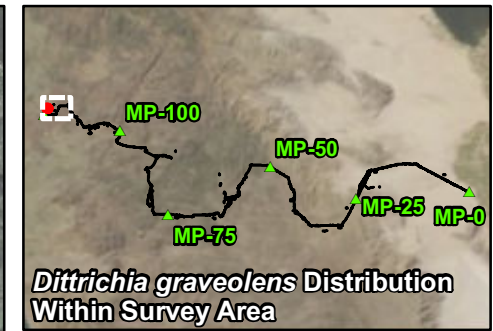 MP-100
MP-50
MP-25
MP-0
MP-75
Dittrichia graveolens Distribution
Within Survey Area